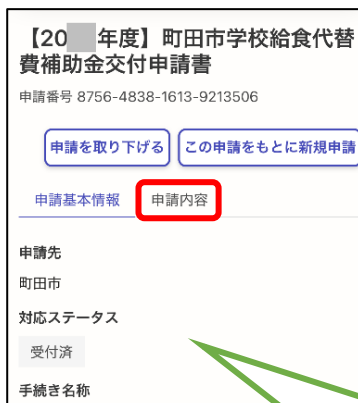 【20 年度】町田市学校給食代替
費補助金交付申請書
申請番号 8756-4838-1613-9213506
申請を取り下げる この申請をもとに新規申請
申請基本情報 申請内容
申請先
町田市
対応ステータス
受付済
手続き名称